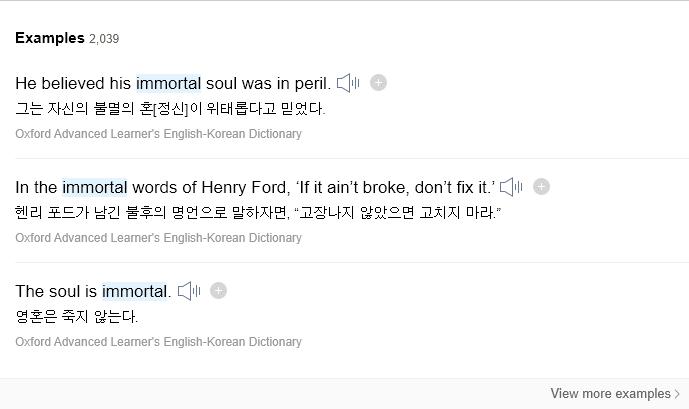 Examples 2,039
He believed his immortal soul was in peril.
그는 자신의 불멸의 혼[정신]이 위태롭다고 믿었다.
Oxford Advanced Learner's English-Korean Dictionary
In the immortal words of Henry Ford, ‘If it ain’t broke, don’t fix it.’
헨리 포드가 남긴 불후의 명언으로 말하자면, “고장나지 않았으면 고치지 마라.”
Oxford Advanced Learner's English-Korean Dictionary
The soul is immortal.
영혼은 죽지 않는다.
Oxford Advanced Learner's English-Korean Dictionary
View more examples